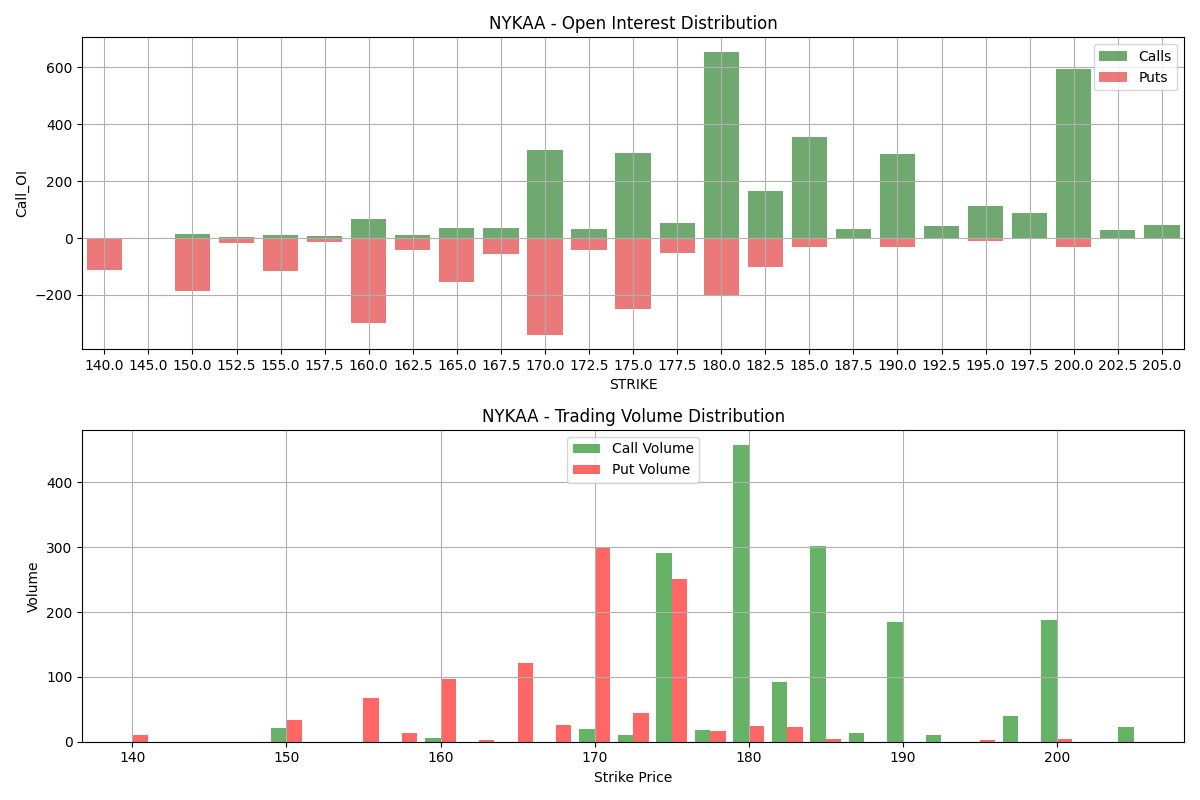 NYKAA - Open Interest Distribution
Calls
Puts
Call_OI
600
400
200
0
−200
140.0 145.0 150.0 152.5 155.0 157.5 160.0 162.5 165.0 167.5 170.0 172.5 175.0 177.5 180.0 182.5 185.0 187.5 190.0 192.5 195.0 197.5 200.0 202.5 205.0
STRIKE
NYKAA - Trading Volume Distribution
Call Volume
Put Volume
Volume
400
300
200
100
0
140 150 160 170 180 190 200
Strike Price